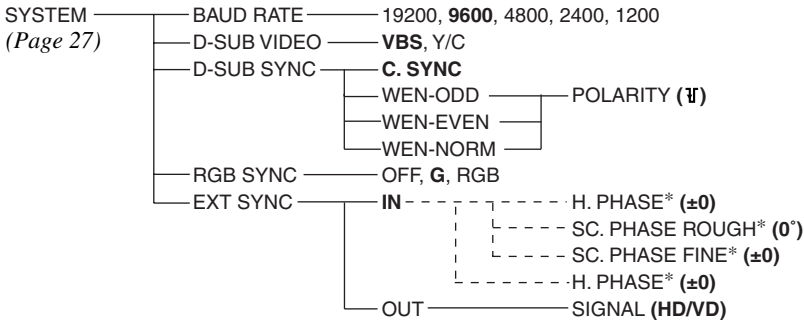 SYSTEM BAUD RATE 19200, 9600, 4800, 2400, 1200
(Page 27) D-SUB VIDEO VBS, Y/C
D-SUB SYNC C. SYNC
WEN-ODD POLARITY ()
WEN-EVEN
WEN-NORM
RGB SYNC OFF, G, RGB
EXT SYNC IN H. PHASE* (±0)
SC. PHASE ROUGH* (0°)
SC. PHASE FINE* (±0)
H. PHASE* (±0)
OUT SIGNAL (HD/VD)